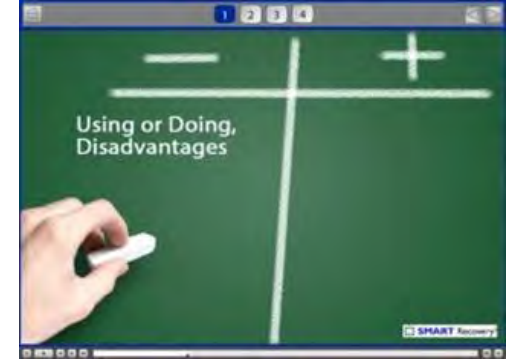 1 2 3 4
− +
Using or Doing,
Disadvantages
SMART Recovery